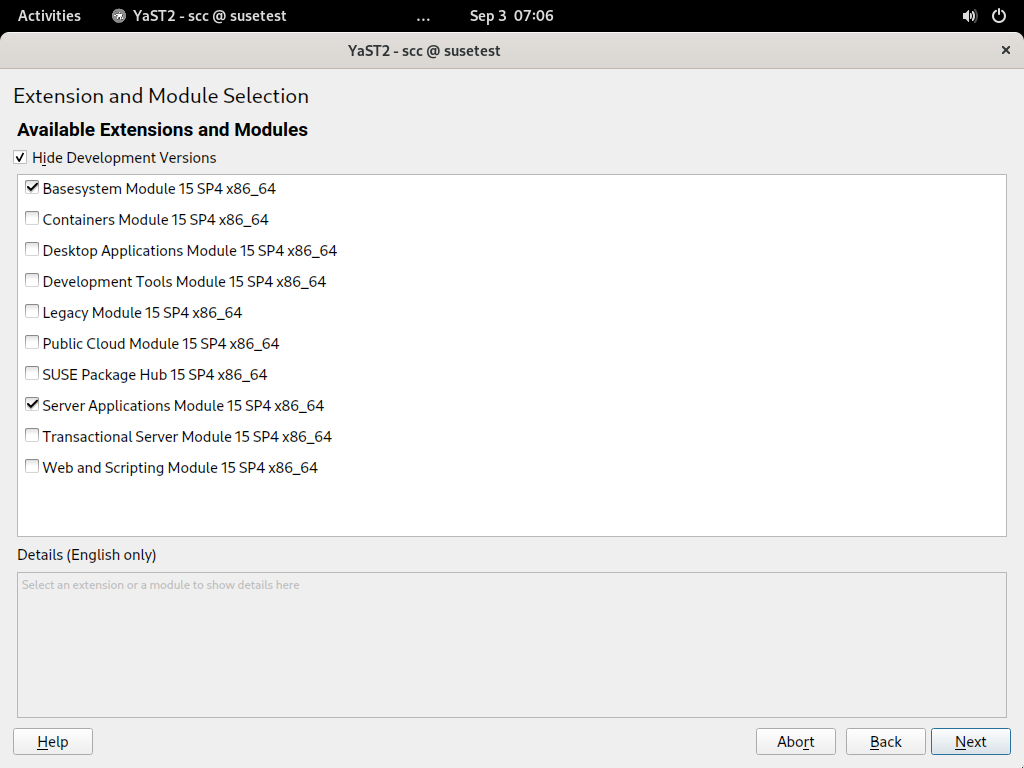 Activities YaST2 - scc @ susetest ... Sep 3 07:06
YaST2 - scc @ susetest
Extension and Module Selection
Available Extensions and Modules
Hide Development Versions
Basesystem Module 15 SP4 x86_64
Containers Module 15 SP4 x86_64
Desktop Applications Module 15 SP4 x86_64
Development Tools Module 15 SP4 x86_64
Legacy Module 15 SP4 x86_64
Public Cloud Module 15 SP4 x86_64
SUSE Package Hub 15 SP4 x86_64
Server Applications Module 15 SP4 x86_64
Transactional Server Module 15 SP4 x86_64
Web and Scripting Module 15 SP4 x86_64
Details (English only)
Select an extension or a module to show details here
Help Abort Back Next